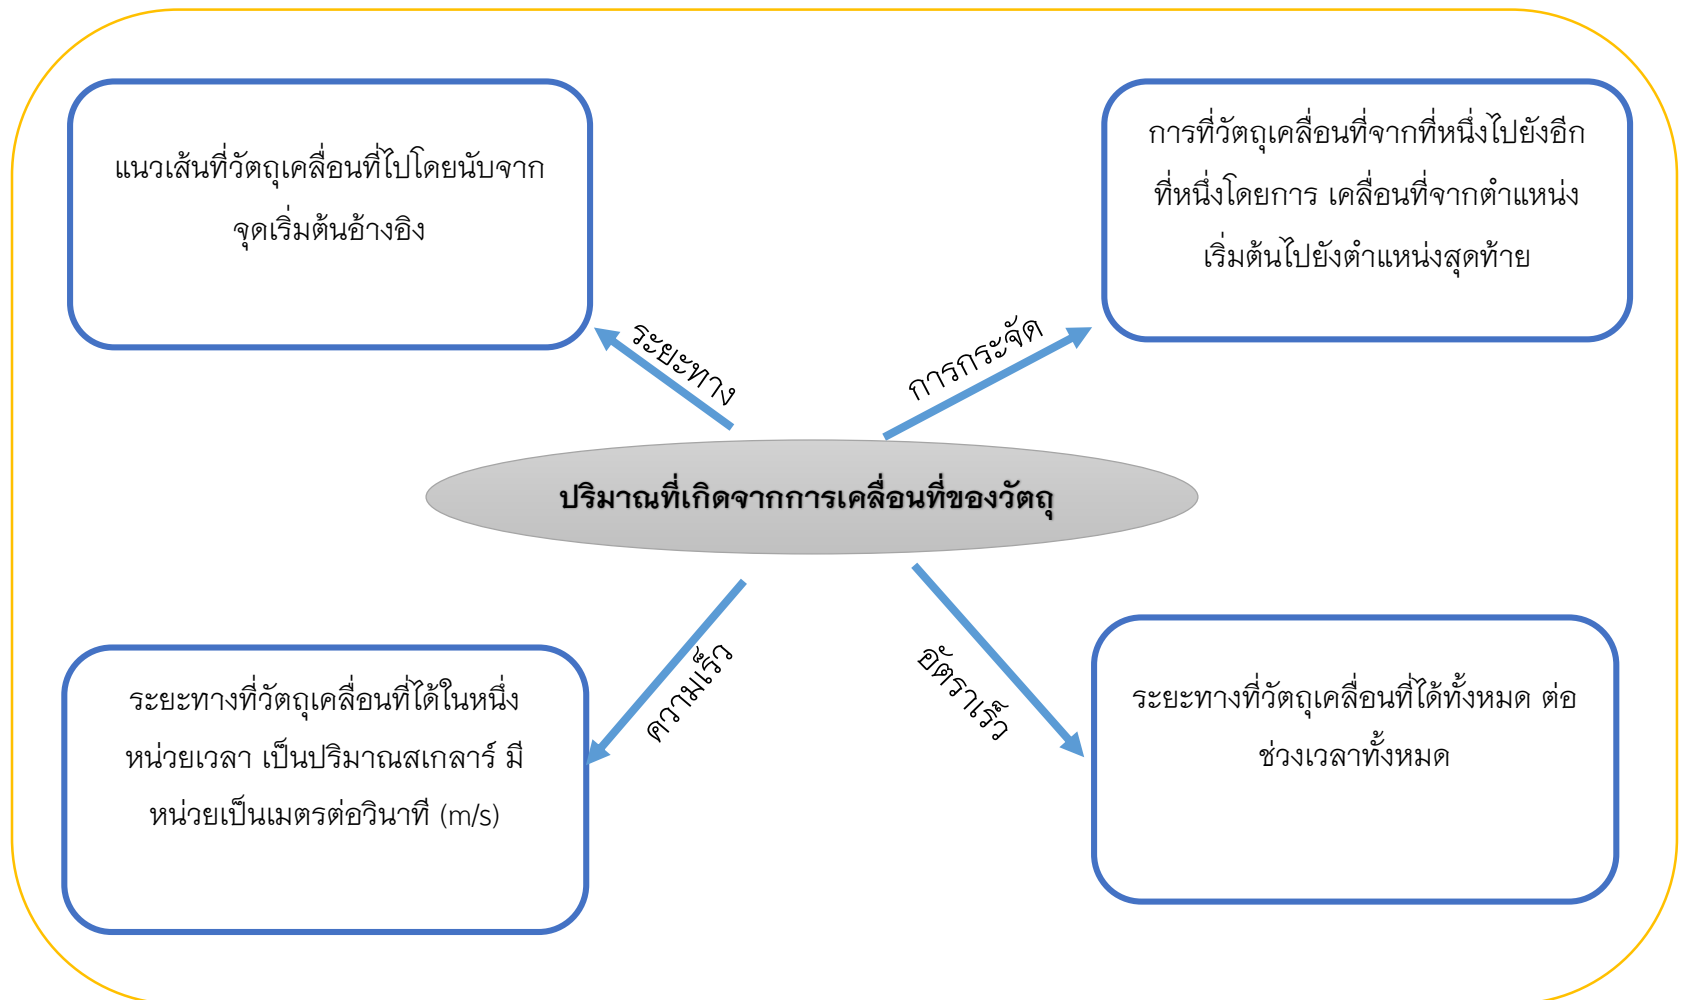 แนวเส้นที่วัตถุเคลื่อนที่ไปโดยนับจาก
จุดเริ่มต้นอ้างอิง
การที่วัตถุเคลื่อนที่จากที่หนึ่งไปยังอีก
ที่หนึ่งโดยการ เคลื่อนที่จากตำแหน่ง
เริ่มต้นไปยังตำแหน่งสุดท้าย
ระยะทาง
การกระจัด
ปริมาณที่เกิดจากการเคลื่อนที่ของวัตถุ
ความเร็ว
อัตราเร็ว
ระยะทางที่วัตถุเคลื่อนที่ได้ในหนึ่ง
หน่วยเวลา เป็นปริมาณสเกลาร์ มี
หน่วยเป็นเมตรต่อวินาที (m/s)
ระยะทางที่วัตถุเคลื่อนที่ได้ทั้งหมด ต่อ
ช่วงเวลาทั้งหมด